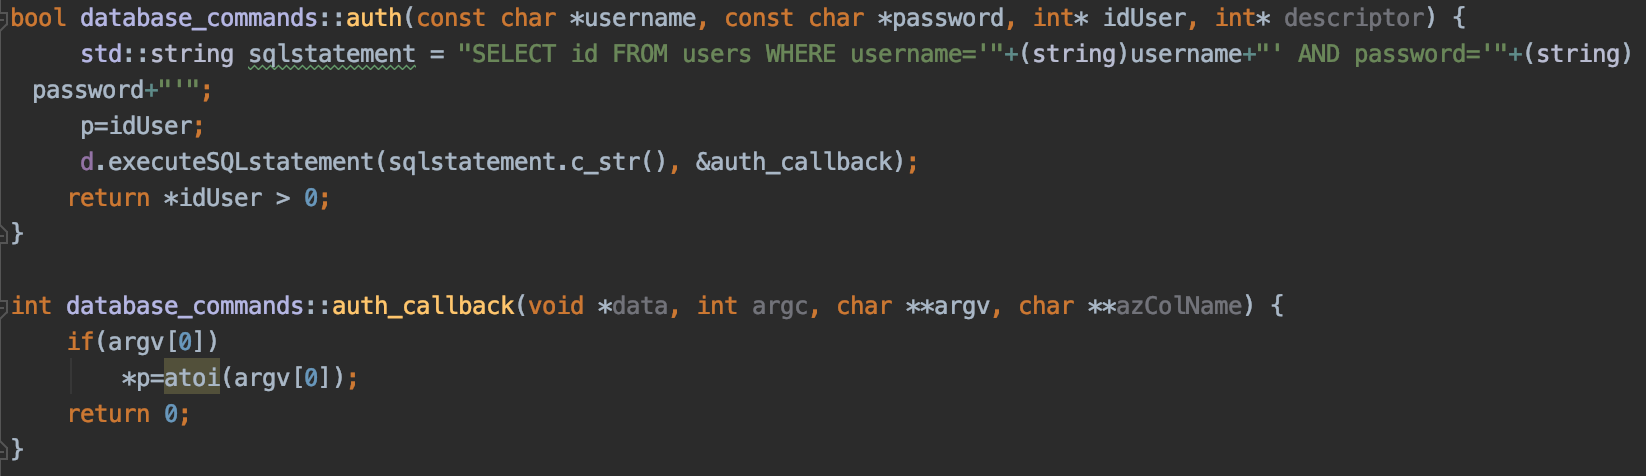 bool database_commands::auth(const char *username, const char *password, int* idUser, int* descriptor) {
std::string sqlstatement = "SELECT id FROM users WHERE username='"+(string)username+"' AND password='"+(string)
password+"'";
p=idUser;
d.executeSQLstatement(sqlstatement.c_str(), &auth_callback);
return *idUser > 0;
}
int database_commands::auth_callback(void *data, int argc, char **argv, char **azColName) {
if(argv[0])
*p=atoi(argv[0]);
return 0;
}